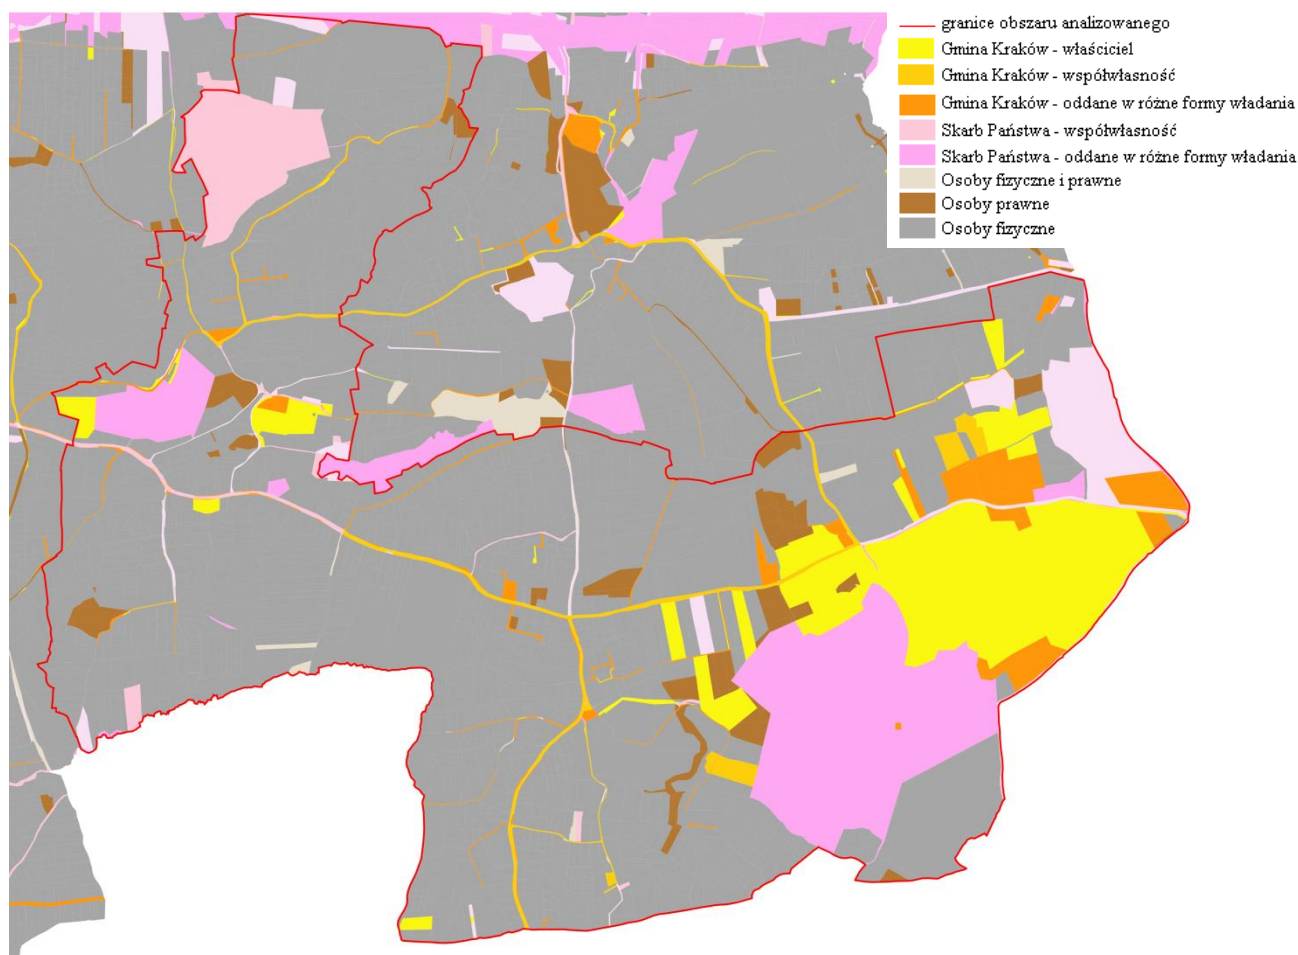 granice obszaru analizowanego
Gmina Kraków - właściciel
Gmina Kraków - współwłasność
Gmina Kraków - oddane w różne formy władania
Skarb Państwa - współwłasność
Skarb Państwa - oddane w różne formy władania
Osoby fizyczne i prawne
Osoby prawne
Osoby fizyczne